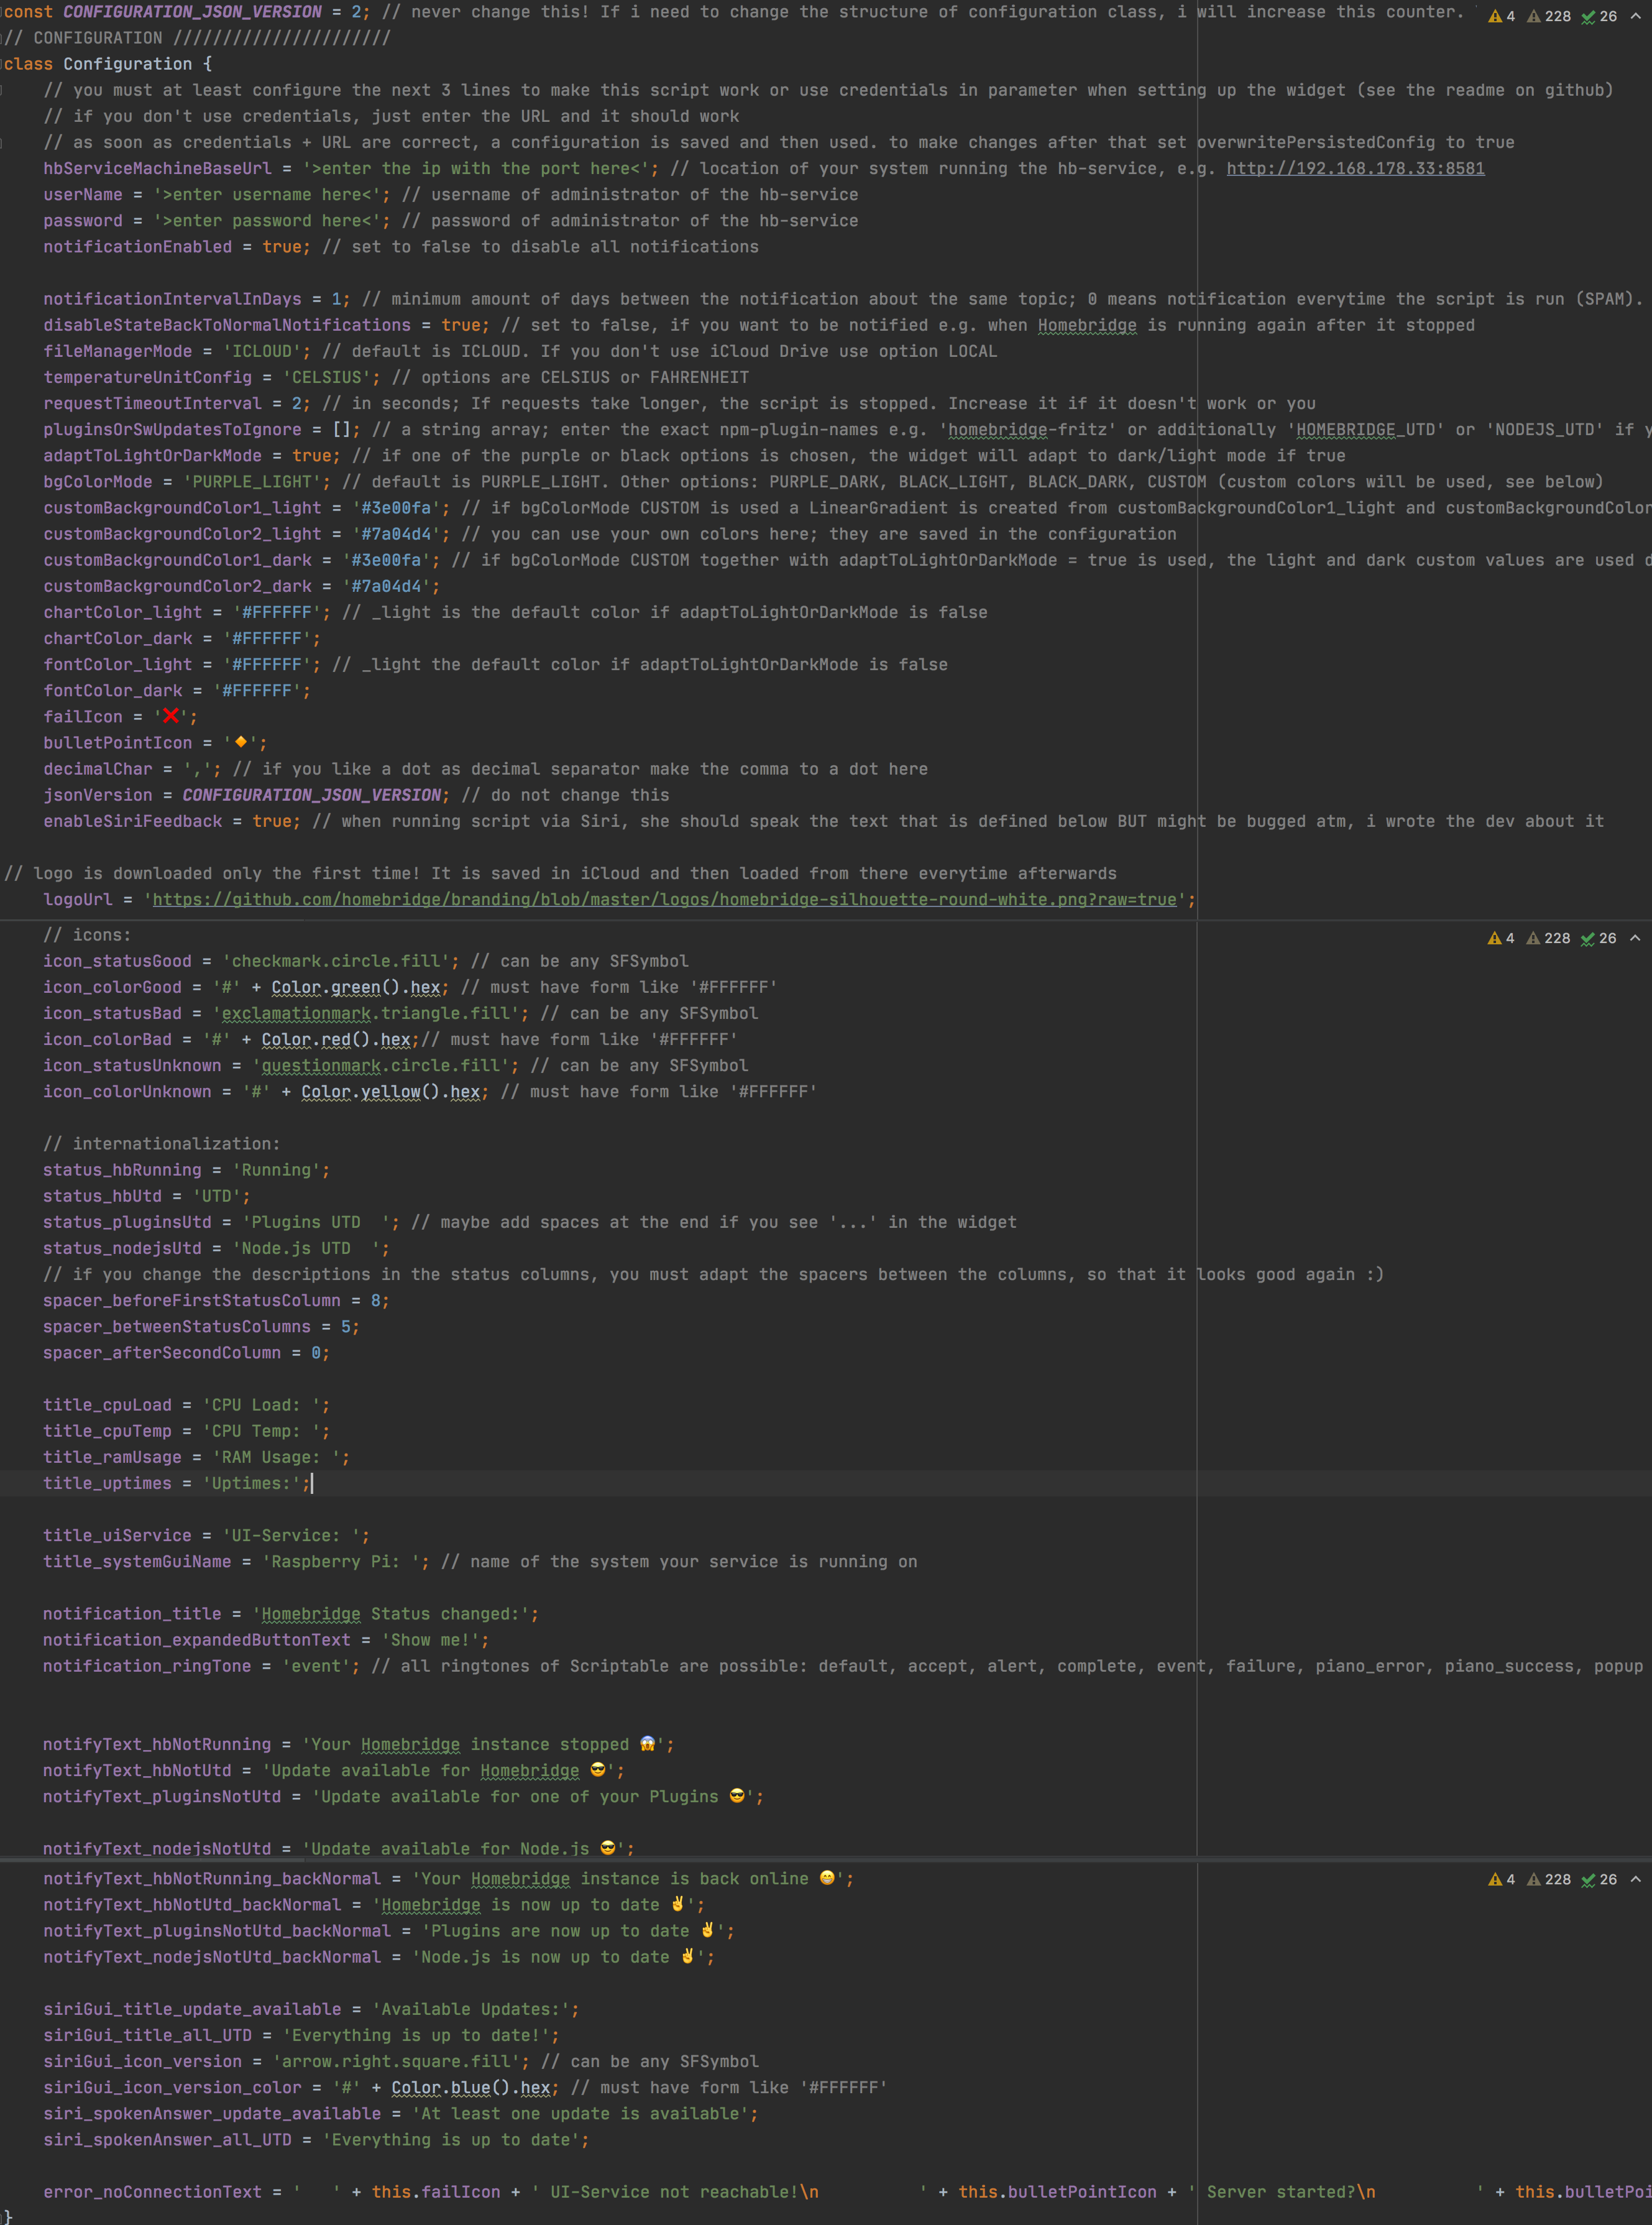 const CONFIGURATION_JSON_VERSION = 2; // never change this! If i need to change the structure of configuration class, i will increase this counter.
4 228 26
// CONFIGURATION //////////////////////
class Configuration {
    // you must at least configure the next 3 lines to make this script work or use credentials in parameter when setting up the widget (see the readme on github)
    // if you don't use credentials, just enter the URL and it should work
    // as soon as credentials + URL are correct, a configuration is saved and then used. to make changes after that set overwritePersistedConfig to true
    hbServiceMachineBaseUrl = '>enter the ip with the port here<'; // location of your system running the hb-service, e.g. http://192.168.178.33:8581
    userName = '>enter username here<'; // username of administrator of the hb-service
    password = '>enter password here<'; // password of administrator of the hb-service
    notificationEnabled = true; // set to false to disable all notifications

    notificationIntervalInDays = 1; // minimum amount of days between the notification about the same topic; 0 means notification everytime the script is run (SPAM).
    disableStateBackToNormalNotifications = true; // set to false, if you want to be notified e.g. when Homebridge is running again after it stopped
    fileManagerMode = 'ICLOUD'; // default is ICLOUD. If you don't use iCloud Drive use option LOCAL
    temperatureUnitConfig = 'CELSIUS'; // options are CELSIUS or FAHRENHEIT
    requestTimeoutInterval = 2; // in seconds; If requests take longer, the script is stopped. Increase it if it doesn't work or you
    pluginsOrSwUpdatesToIgnore = []; // a string array; enter the exact npm-plugin-names e.g. 'homebridge-fritz' or additionally 'HOMEBRIDGE_UTD' or 'NODEJS_UTD' if y
    adaptToLightOrDarkMode = true; // if one of the purple or black options is chosen, the widget will adapt to dark/light mode if true
    bgColorMode = 'PURPLE_LIGHT'; // default is PURPLE_LIGHT. Other options: PURPLE_DARK, BLACK_LIGHT, BLACK_DARK, CUSTOM (custom colors will be used, see below)
    customBackgroundColor1_light = '#3e00fa'; // if bgColorMode CUSTOM is used a LinearGradient is created from customBackgroundColor1_light and customBackgroundColor
    customBackgroundColor2_light = '#7a04d4'; // you can use your own colors here; they are saved in the configuration
    customBackgroundColor1_dark = '#3e00fa'; // if bgColorMode CUSTOM together with adaptToLightOrDarkMode = true is used, the light and dark custom values are used d
    customBackgroundColor2_dark = '#7a04d4';
    chartColor_light = '#FFFFFF'; // _light is the default color if adaptToLightOrDarkMode is false
    chartColor_dark = '#FFFFFF';
    fontColor_light = '#FFFFFF'; // _light the default color if adaptToLightOrDarkMode is false
    fontColor_dark = '#FFFFFF';
    failIcon = '❌';
    bulletPointIcon = '🔸';
    decimalChar = ','; // if you like a dot as decimal separator make the comma to a dot here
    jsonVersion = CONFIGURATION_JSON_VERSION; // do not change this
    enableSiriFeedback = true; // when running script via Siri, she should speak the text that is defined below BUT might be bugged atm, i wrote the dev about it

// logo is downloaded only the first time! It is saved in iCloud and then loaded from there everytime afterwards
    logoUrl = 'https://github.com/homebridge/branding/blob/master/logos/homebridge-silhouette-round-white.png?raw=true';
    // icons:
4 228 26
    icon_statusGood = 'checkmark.circle.fill'; // can be any SFSymbol
    icon_colorGood = '#' + Color.green().hex; // must have form like '#FFFFFF'
    icon_statusBad = 'exclamationmark.triangle.fill'; // can be any SFSymbol
    icon_colorBad = '#' + Color.red().hex;// must have form like '#FFFFFF'
    icon_statusUnknown = 'questionmark.circle.fill'; // can be any SFSymbol
    icon_colorUnknown = '#' + Color.yellow().hex; // must have form like '#FFFFFF'

    // internationalization:
    status_hbRunning = 'Running';
    status_hbUtd = 'UTD';
    status_pluginsUtd = 'Plugins UTD  '; // maybe add spaces at the end if you see '...' in the widget
    status_nodejsUtd = 'Node.js UTD  ';
    // if you change the descriptions in the status columns, you must adapt the spacers between the columns, so that it looks good again :)
    spacer_beforeFirstStatusColumn = 8;
    spacer_betweenStatusColumns = 5;
    spacer_afterSecondColumn = 0;

    title_cpuLoad = 'CPU Load: ';
    title_cpuTemp = 'CPU Temp: ';
    title_ramUsage = 'RAM Usage: ';
    title_uptimes = 'Uptimes:';

    title_uiService = 'UI-Service: ';
    title_systemGuiName = 'Raspberry Pi: '; // name of the system your service is running on

    notification_title = 'Homebridge Status changed:';
    notification_expandedButtonText = 'Show me!';
    notification_ringTone = 'event'; // all ringtones of Scriptable are possible: default, accept, alert, complete, event, failure, piano_error, piano_success, popup

    notifyText_hbNotRunning = 'Your Homebridge instance stopped 😱';
    notifyText_hbNotUtd = 'Update available for Homebridge 😎';
    notifyText_pluginsNotUtd = 'Update available for one of your Plugins 😎';

    notifyText_nodejsNotUtd = 'Update available for Node.js 😎';
    notifyText_hbNotRunning_backNormal = 'Your Homebridge instance is back online 😁';
4 228 26
    notifyText_hbNotUtd_backNormal = 'Homebridge is now up to date ✌️';
    notifyText_pluginsNotUtd_backNormal = 'Plugins are now up to date ✌️';
    notifyText_nodejsNotUtd_backNormal = 'Node.js is now up to date ✌️';

    siriGui_title_update_available = 'Available Updates:';
    siriGui_title_all_UTD = 'Everything is up to date!';
    siriGui_icon_version = 'arrow.right.square.fill'; // can be any SFSymbol
    siriGui_icon_version_color = '#' + Color.blue().hex; // must have form like '#FFFFFF'
    siri_spokenAnswer_update_available = 'At least one update is available';
    siri_spokenAnswer_all_UTD = 'Everything is up to date';

    error_noConnectionText = '   ' + this.failIcon + ' UI-Service not reachable!\n          ' + this.bulletPointIcon + ' Server started?\n          ' + this.bulletPoi
}